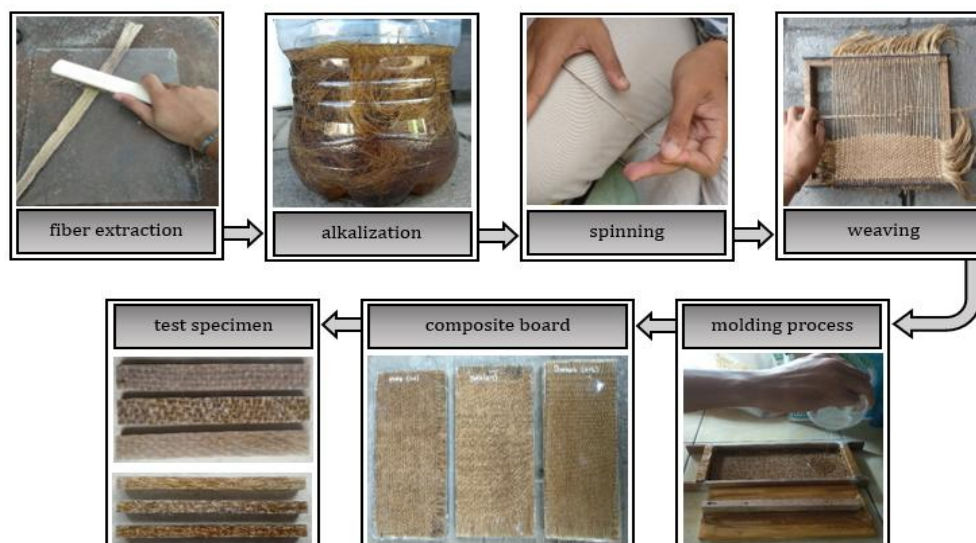 fiber extraction
alkalization
spinning
weaving
molding process
composite board
test specimen